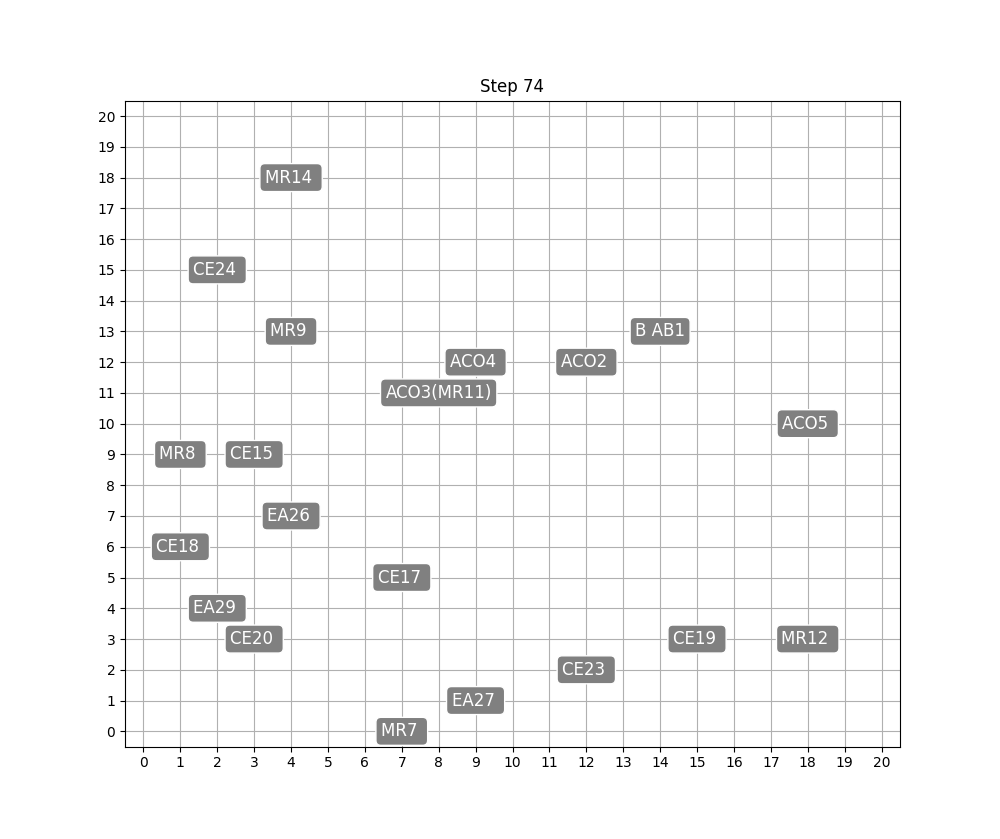 Step 74
20
19
18
17
16
15
14
13
12
11
10
9
8
7
6
5
4
3
2
1
0
MR14
CE24
MR9
B AB1
ACO4
ACO2
ACO3(MR11)
ACO5
MR8
CE15
EA26
CE18
CE17
EA29
CE20
CE19
MR12
CE23
EA27
MR7
0 1 2 3 4 5 6 7 8 9 10 11 12 13 14 15 16 17 18 19 20